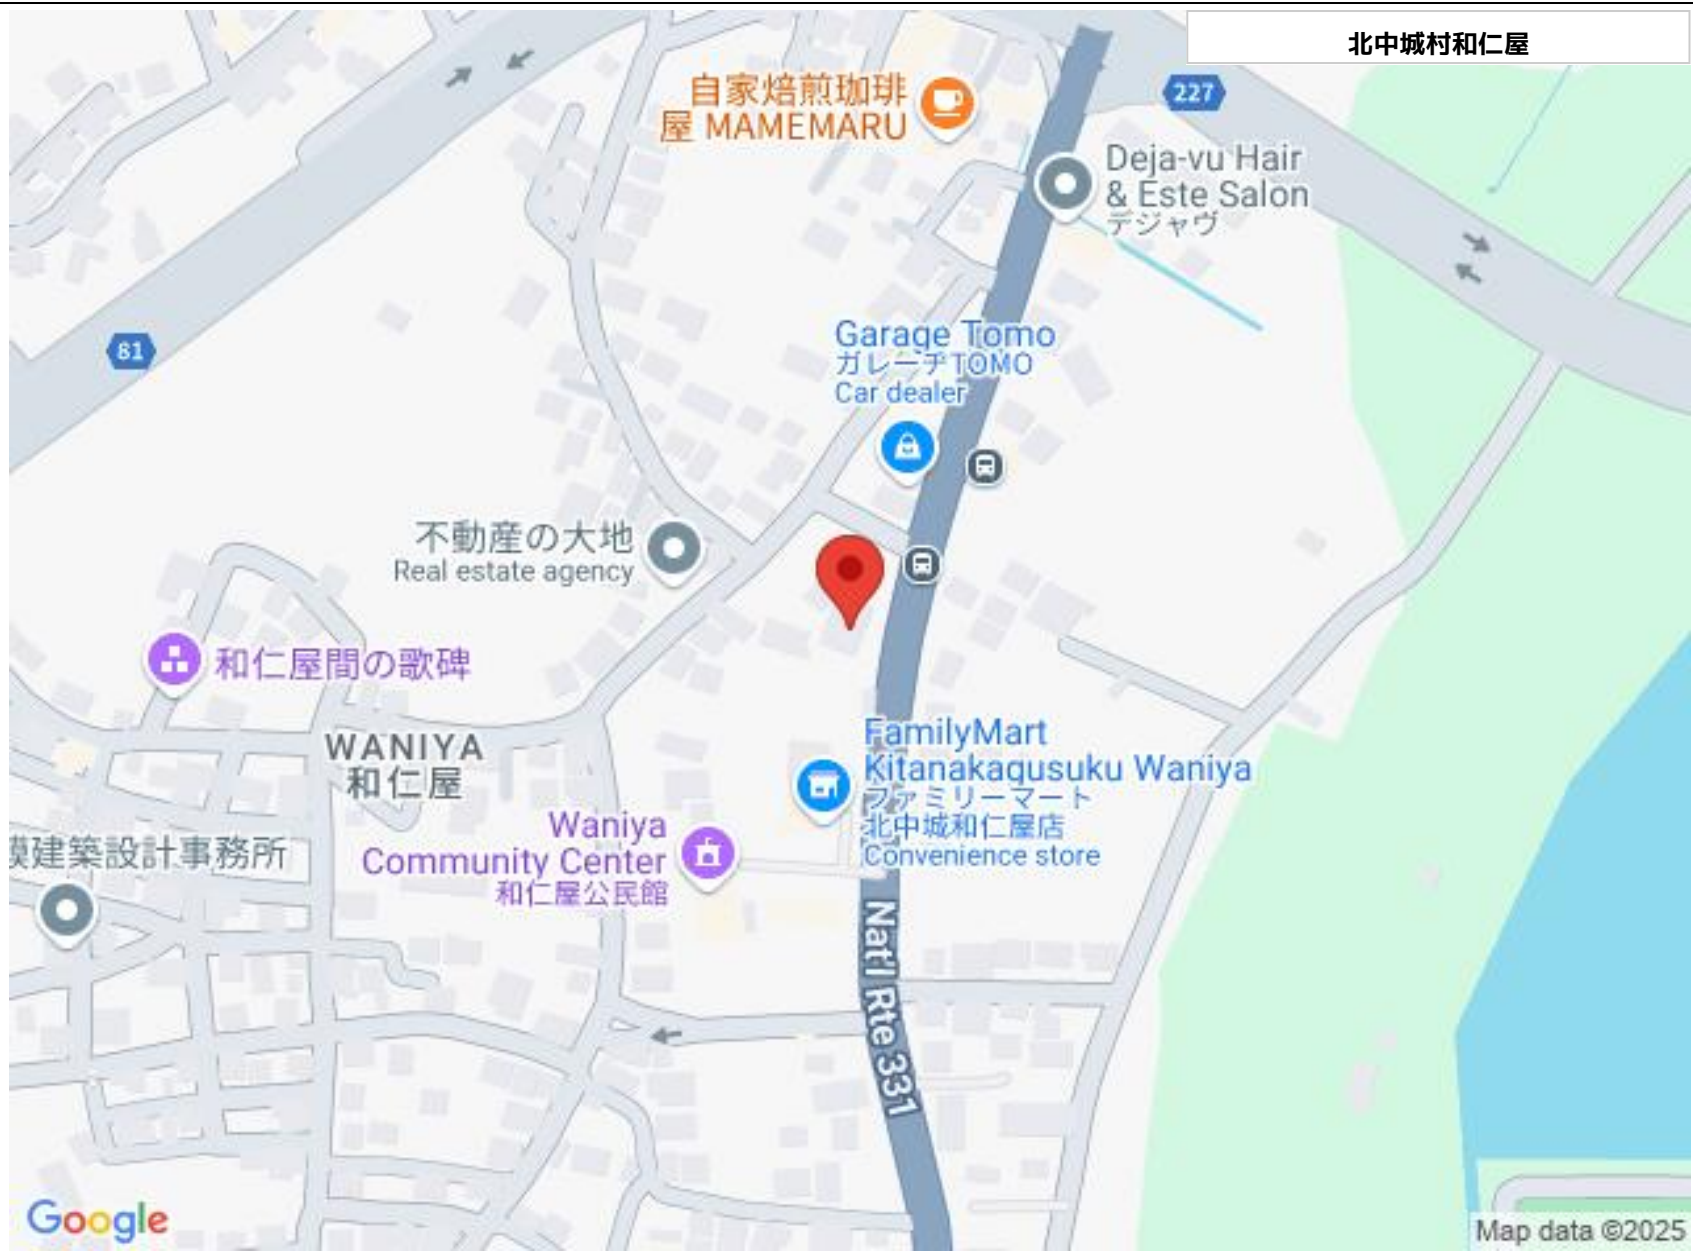 北中城村和仁屋
自家焙煎珈琲
屋 MAMEMARU
227
Deja-vu Hair
& Este Salon
デジャヴ
81
Garage Tomo
ガレーヂTOMO
Car dealer
不動産の大地
Real estate agency
和仁屋間の歌碑
WANIYA
和仁屋
FamilyMart
Kitanakagusuku Waniya
ファミリーマート
北中城和仁屋店
Convenience store
Waniya
Community Center
和仁屋公民館
建築設計事務所
Nat'l Rte 331
Google
Map data ©2025